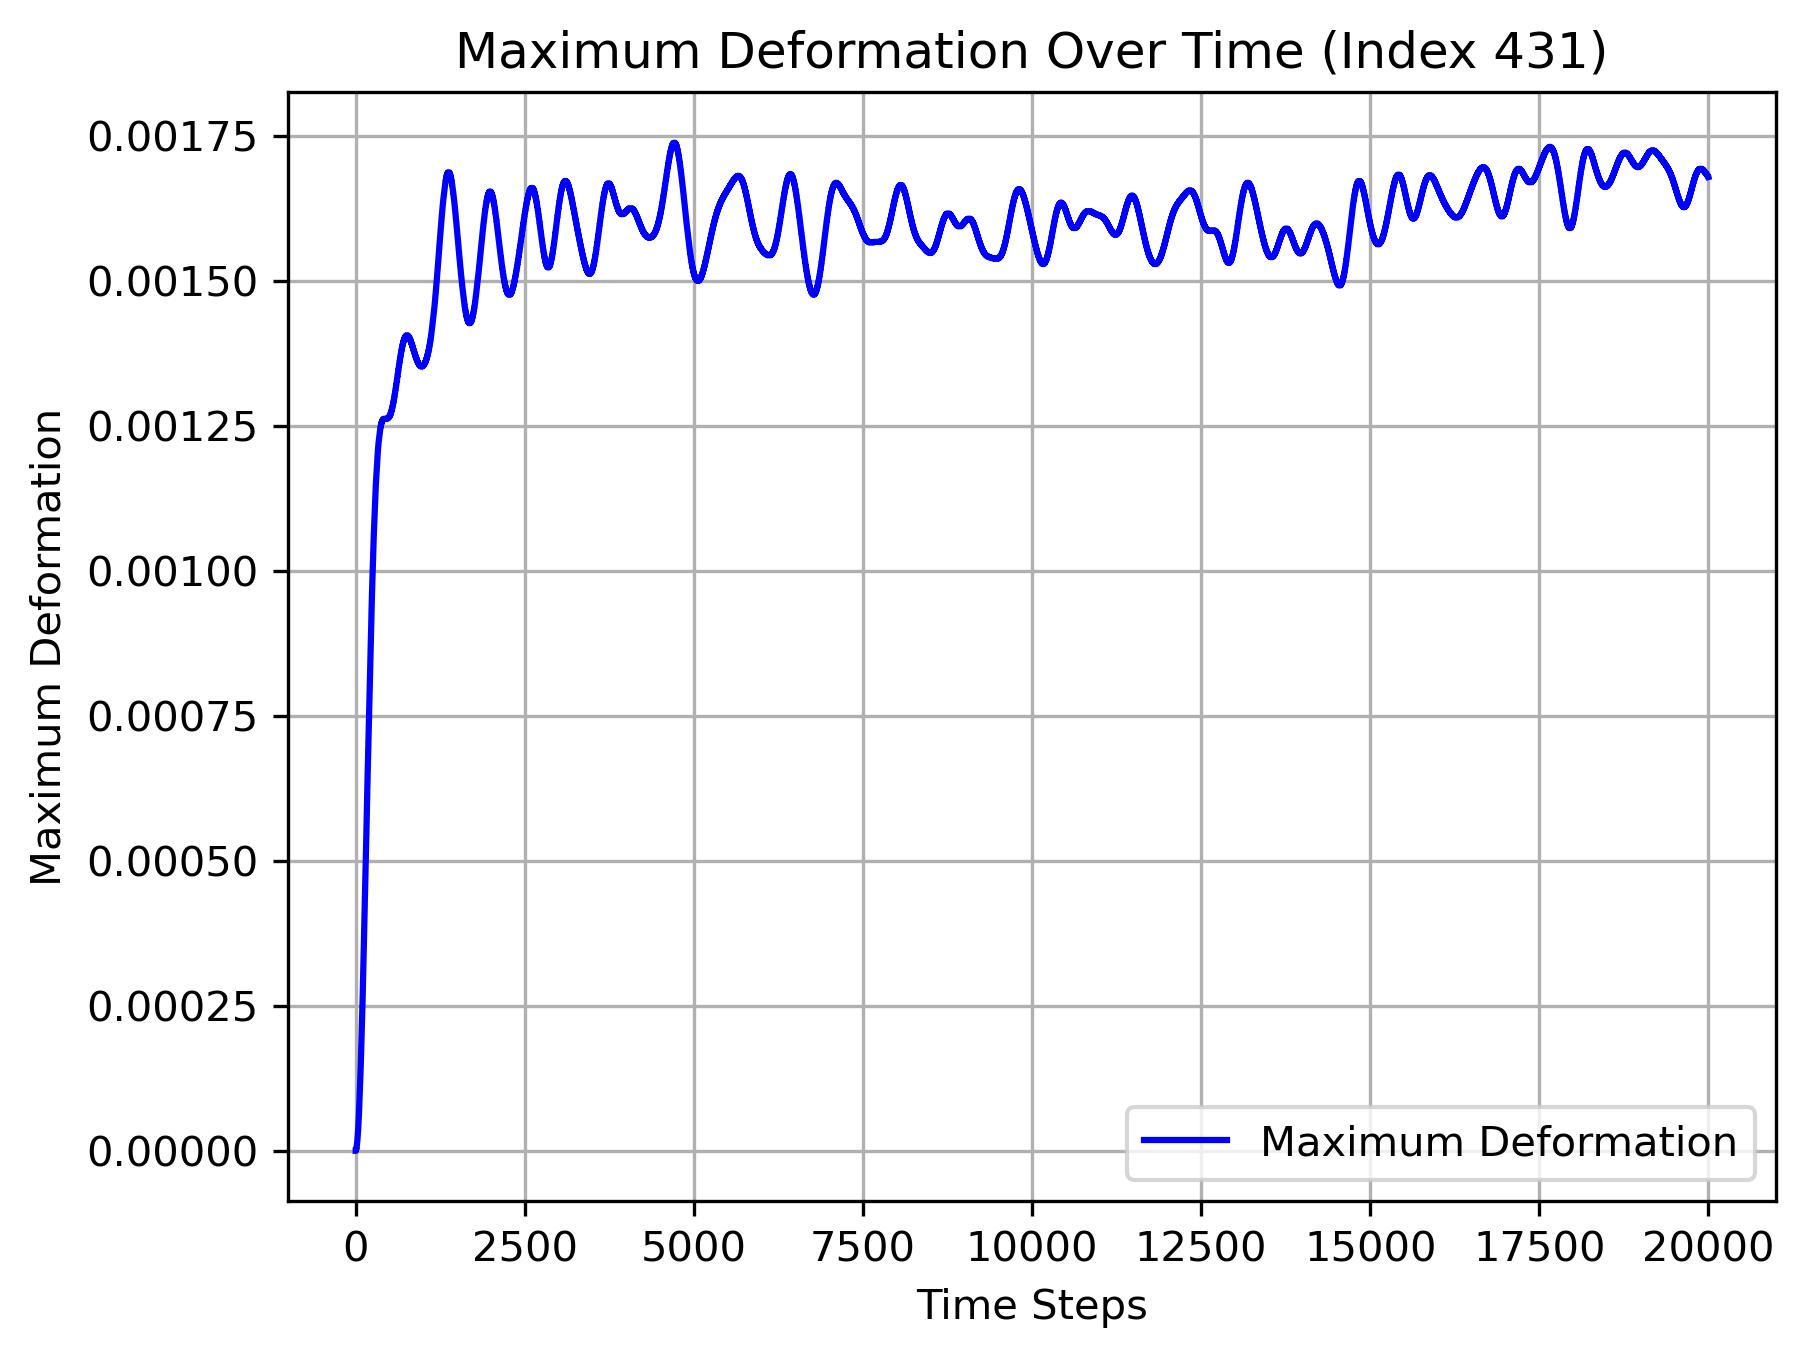 Maximum Deformation Over Time (Index 431)
Maximum Deformation
0.00175
0.00150
0.00125
0.00100
0.00075
0.00050
0.00025
0.00000
Maximum Deformation
0 2500 5000 7500 10000 12500 15000 17500 20000
Time Steps